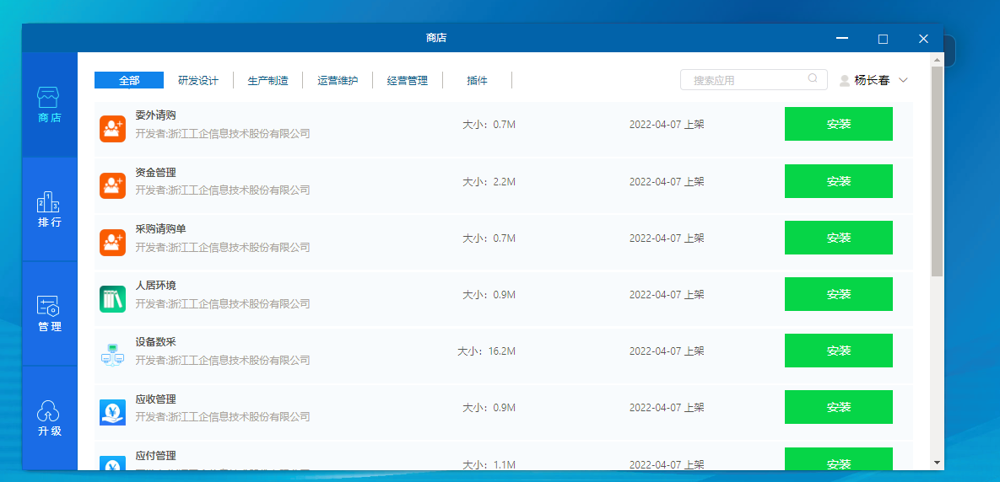 商店
商店
排行
管理
升级
全部 研发设计 生产制造 运营维护 经营管理 插件 搜索应用 杨长春
委外请购
开发者:浙江工企信息技术股份有限公司
大小：0.7M 2022-04-07 上架 安装
资金管理
开发者:浙江工企信息技术股份有限公司
大小：2.2M 2022-04-07 上架 安装
采购请购单
开发者:浙江工企信息技术股份有限公司
大小：0.7M 2022-04-07 上架 安装
人居环境
开发者:浙江工企信息技术股份有限公司
大小：0.9M 2022-04-07 上架 安装
设备数采
开发者:浙江工企信息技术股份有限公司
大小：16.2M 2022-04-07 上架 安装
应收管理
开发者:浙江工企信息技术股份有限公司
大小：0.9M 2022-04-07 上架 安装
应付管理
大小：1.1M 2022-04-07 上架 安装